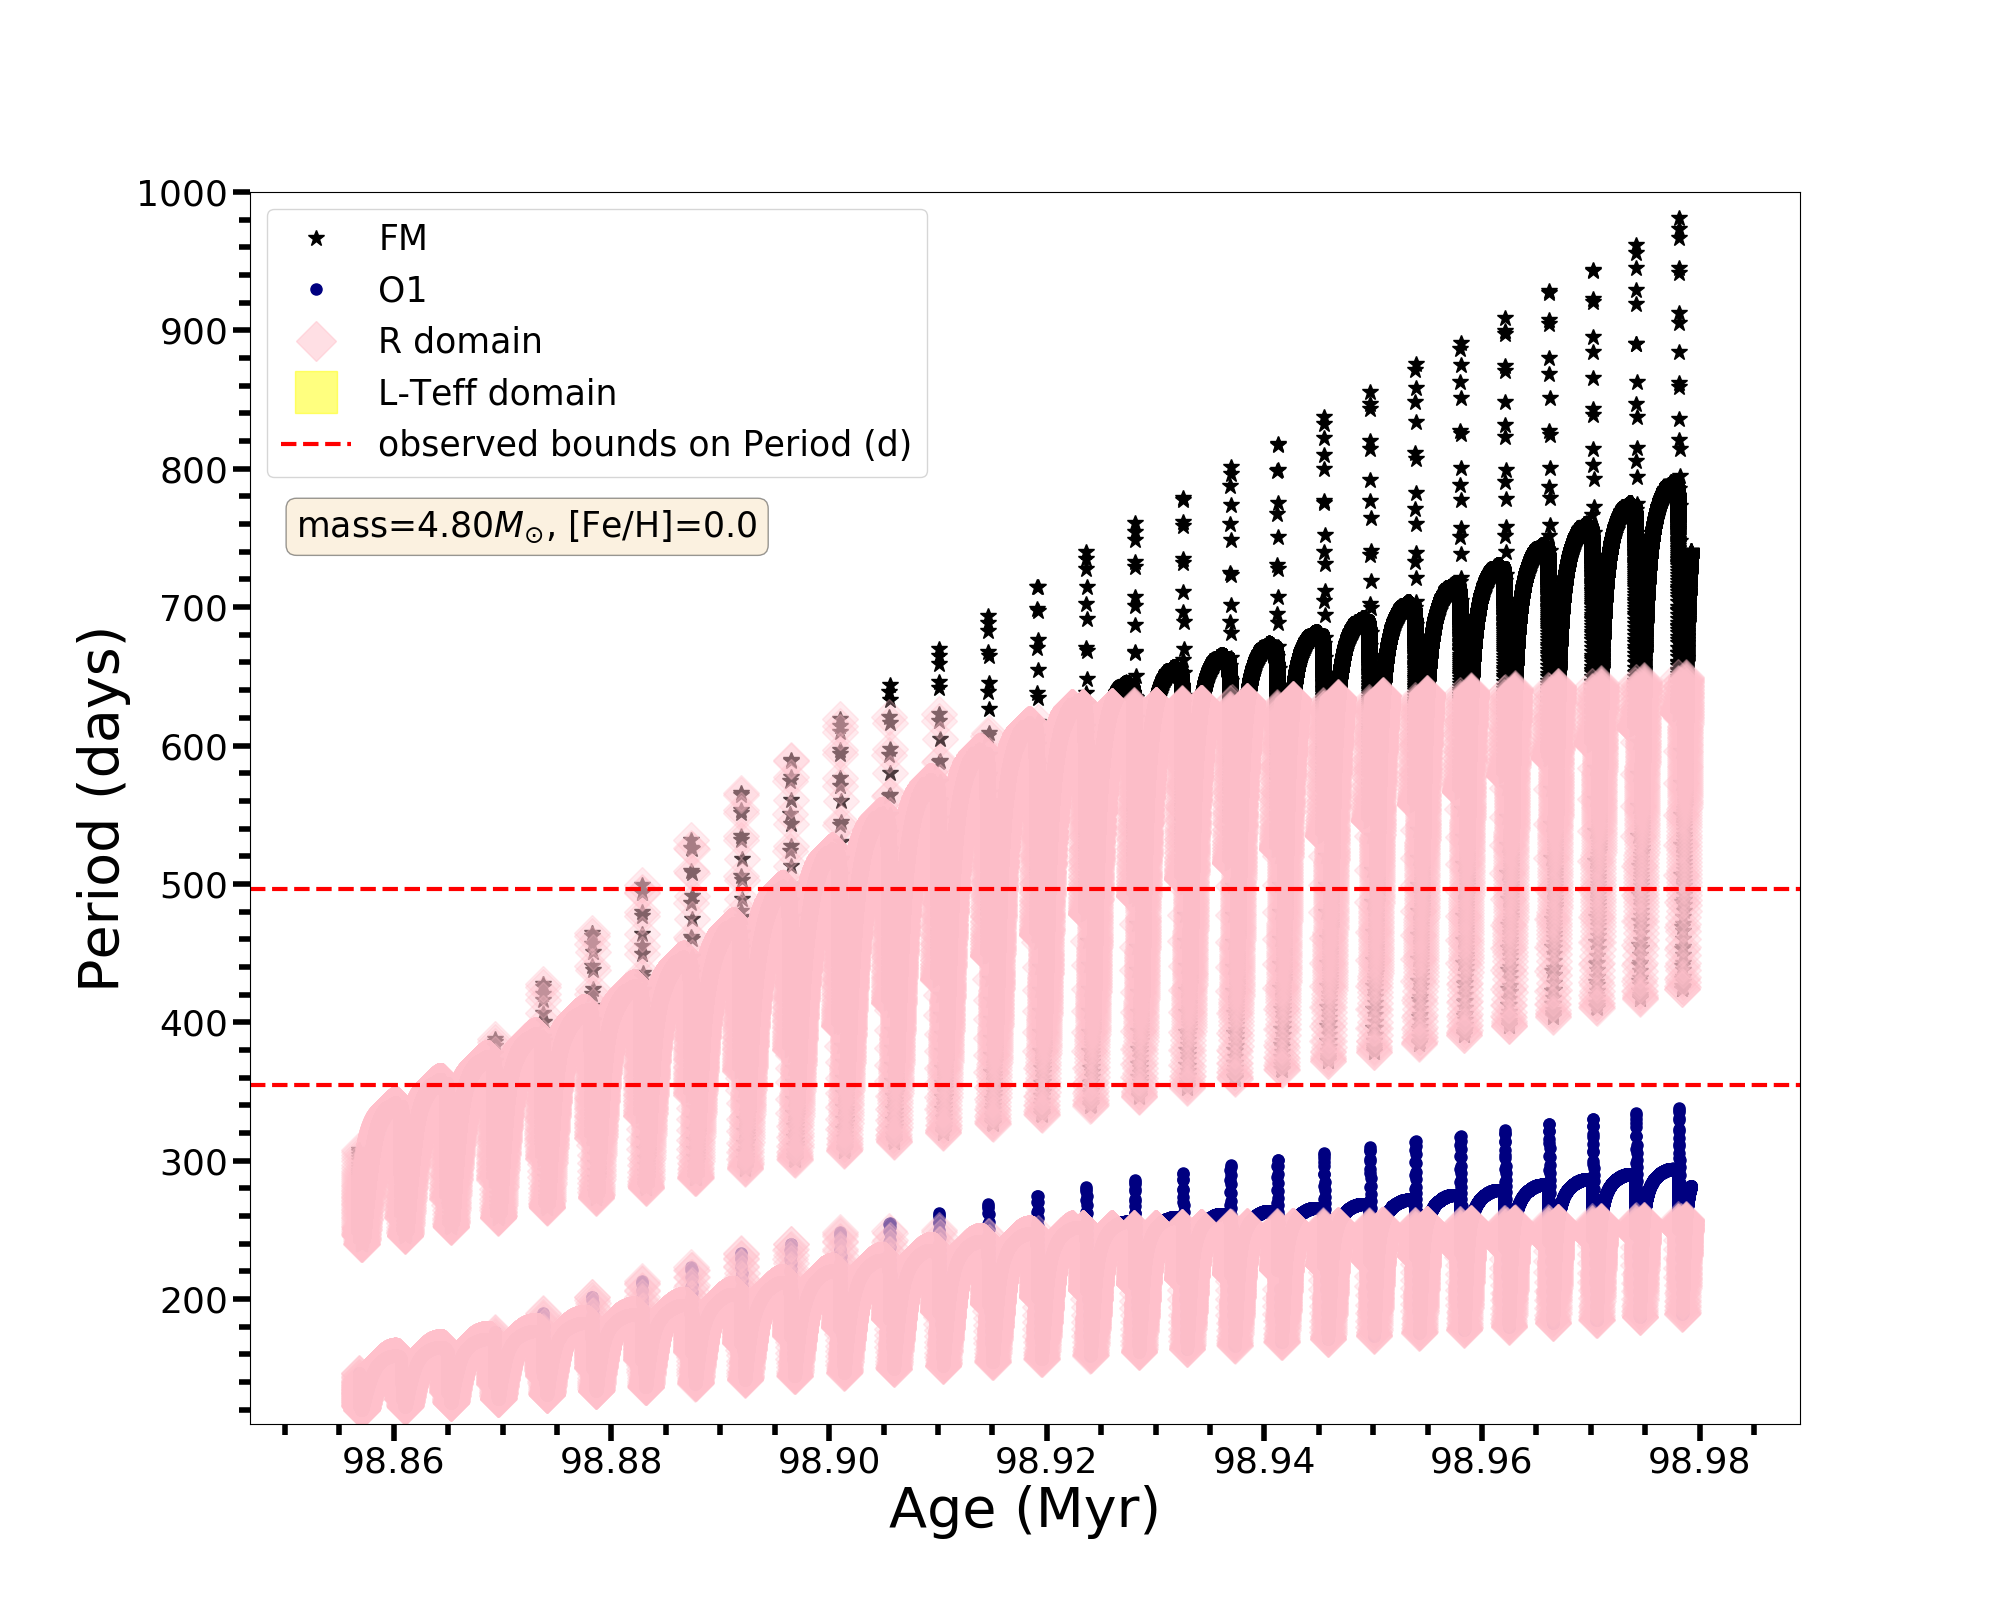 1000
900
800
700
600
500
400
300
200
Period (days)
FM
O1
R domain
L-Teff domain
observed bounds on Period (d)
mass=4.80M⊙, [Fe/H]=0.0
98.86 98.88 98.90 98.92 98.94 98.96 98.98
Age (Myr)